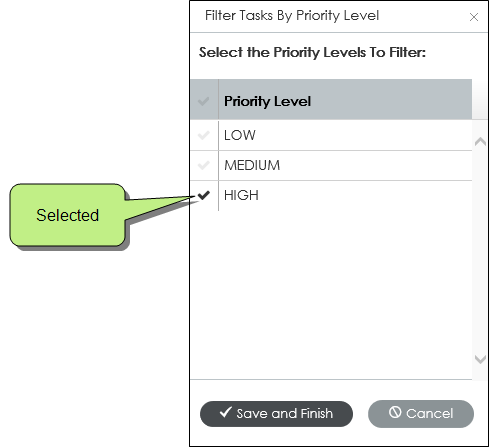 Filter Tasks By Priority Level
Select the Priority Levels To Filter:
Priority Level
LOW
MEDIUM
HIGH
Selected
Save and Finish
Cancel